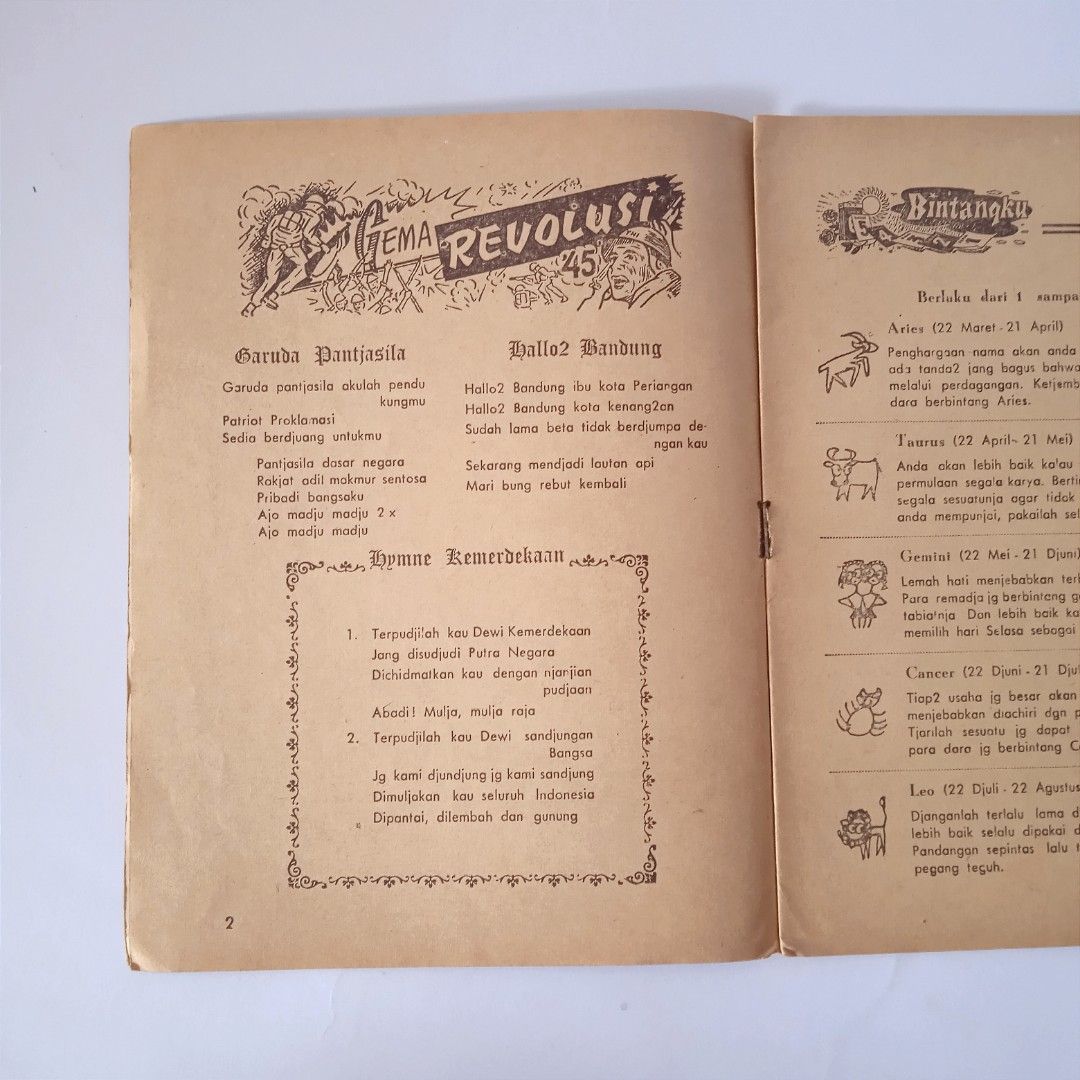 GEMA REVOLUSI '45
Garuda Pantjasila
Garuda pantjasila akulah pendu
kungmu
Patriot Proklamasi
Sedia berdjuang untukmu
Pantjasila dasar negara
Rakjat adil makmur sentosa
Pribadi bangsaku
Ajo madju madju 2 x
Ajo madju madju
Hallo2 Bandung
Hallo2 Bandung ibu kota Periangan
Hallo2 Bandung kota kenang2an
Sudah lama beta tidak berdjumpa de-
ngan kau
Sekarang mendjadi lautan api
Mari bung rebut kembali
Hymne Kemerdekaan
1. Terpudjilah kau Dewi Kemerdekaan
Jang disudjudi Putra Negara
Dichidmatkan kau dengan njanjian
pudjaan
Abadi! Mulja, mulja raja
2. Terpudjilah kau Dewi sandjungan
Bangsa
Jg kami djundjung jg kami sandjung
Dimuljakan kau seluruh Indonesia
Dipantai, dilembah dan gunung
2
Bintangku
Berlaku dari 1 sampa
Aries (22 Maret - 21 April)
Penghargaan nama akan anda
ada tanda2 jang bagus bahwa
melalui perdagangan. Ketjemb
dara berbintang Aries.
Taurus (22 April - 21 Mei)
Anda akan lebih baik kalau
permulaan segala karya. Berti
segala sesuatunja agar tidak
anda mempunjai, pakailah sel
Gemini (22 Mei - 21 Djuni)
Lemah hati menjebabkan ter
Para remadja jg berbintang g
tabiatnja Dan lebih baik ka
memilih hari Selasa sebagai
Cancer (22 Djuni - 21 Dju
Tiap2 usaha jg besar akan
menjebabkan diachiri dgn p
Tjarilah sesuatu jg dapat
para dara jg berbintang C
Leo (22 Djuli - 22 Agustus
Djanganlah terlalu lama d
lebih baik selalu dipakai d
Pandangan sepintas lalu t
pegang teguh.